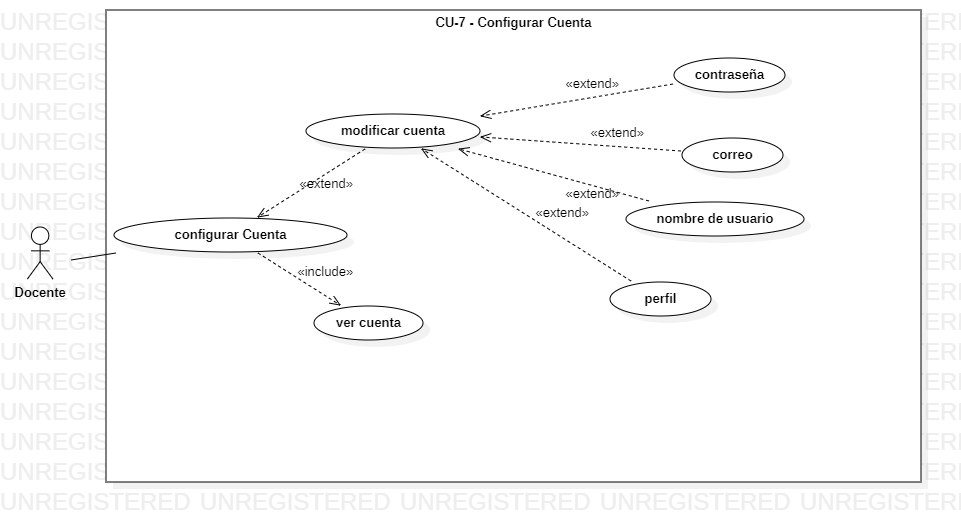 CU-7 - Configurar Cuenta
contraseña
«extend»
modificar cuenta
«extend»
correo
«extend»
«extend»
nombre de usuario
«extend»
configurar Cuenta
Docente
«include»
perfil
ver cuenta
UNREGISTERED UNREGISTERED UNREGISTERED UNREGISTERED UNREGISTERED